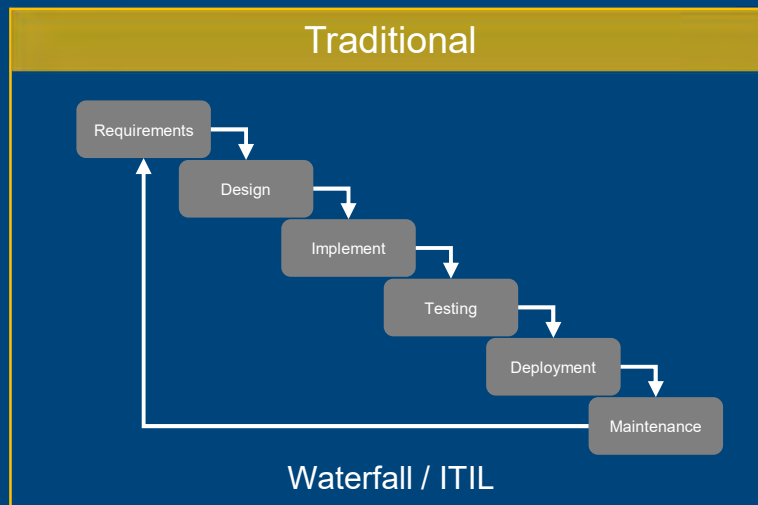 Traditional
Requirements
Design
Implement
Testing
Deployment
Maintenance
Waterfall / ITIL